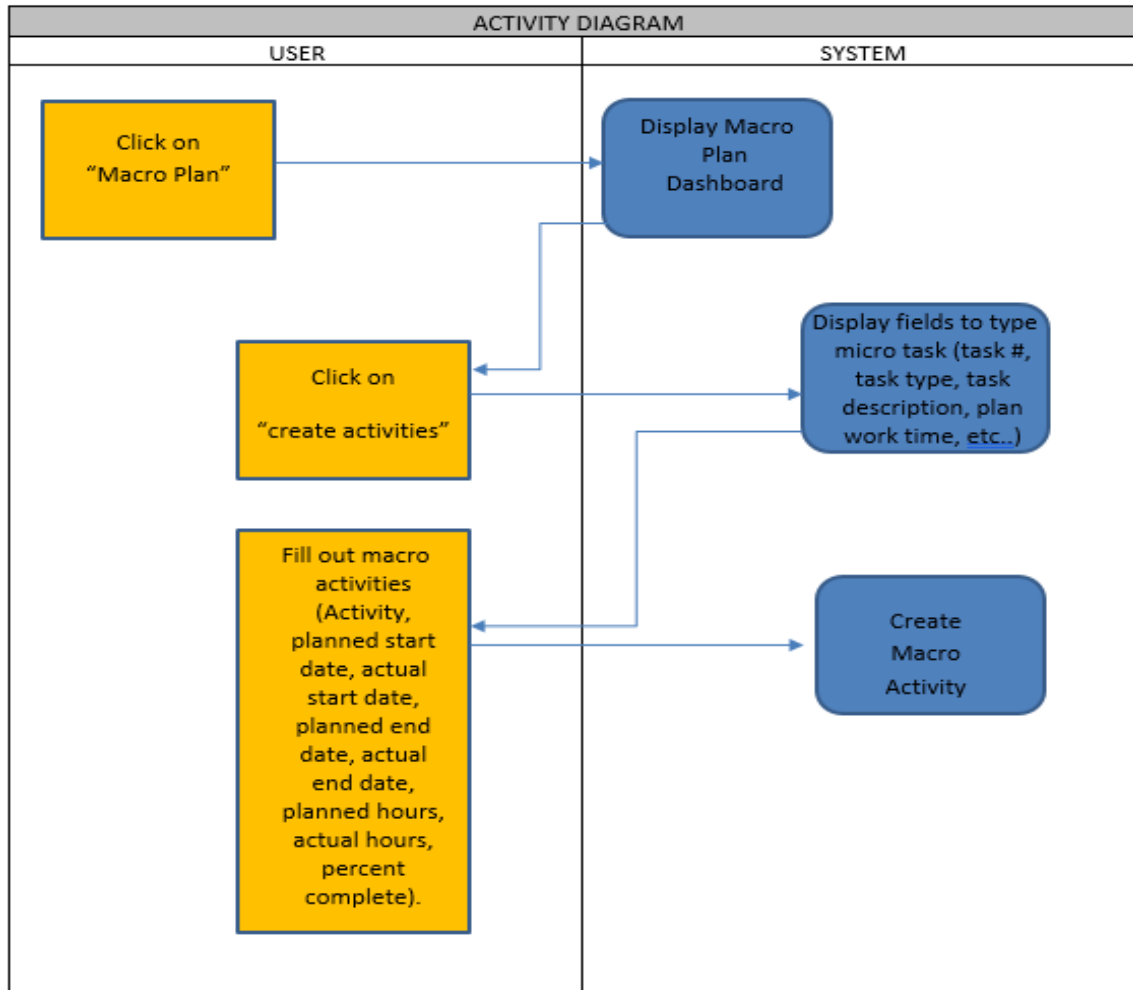 ACTIVITY DIAGRAM
USER
SYSTEM
Click on
“Macro Plan”
Display Macro
Plan
Dashboard
Click on
“create activities”
Display fields to type
micro task (task #,
task type, task
description, plan
work time, etc..)
Fill out macro
activities
(Activity,
planned start
date, actual
start date,
planned end
date, actual
end date,
planned hours,
actual hours,
percent
complete).
Create
Macro
Activity